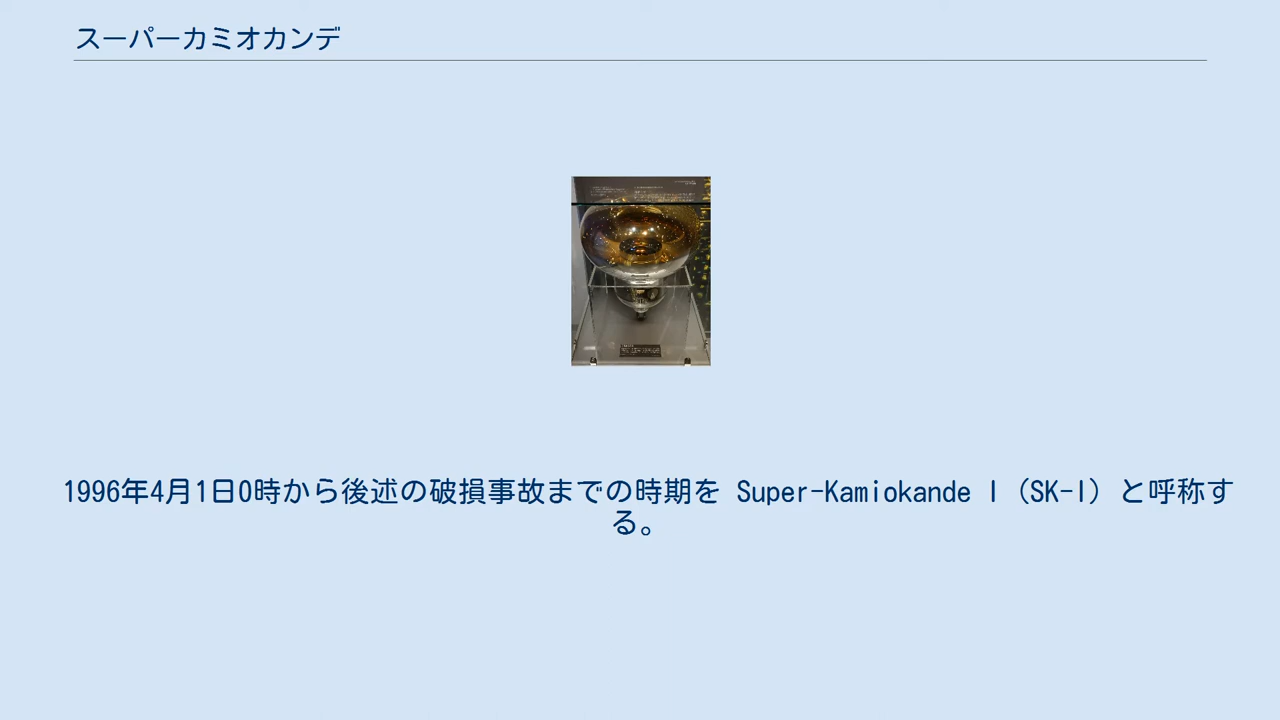 スーパーカミオカンデ
1996年4月1日0時から後述の破損事故までの時期を Super-Kamiokande I（SK-I）と呼称す
る。